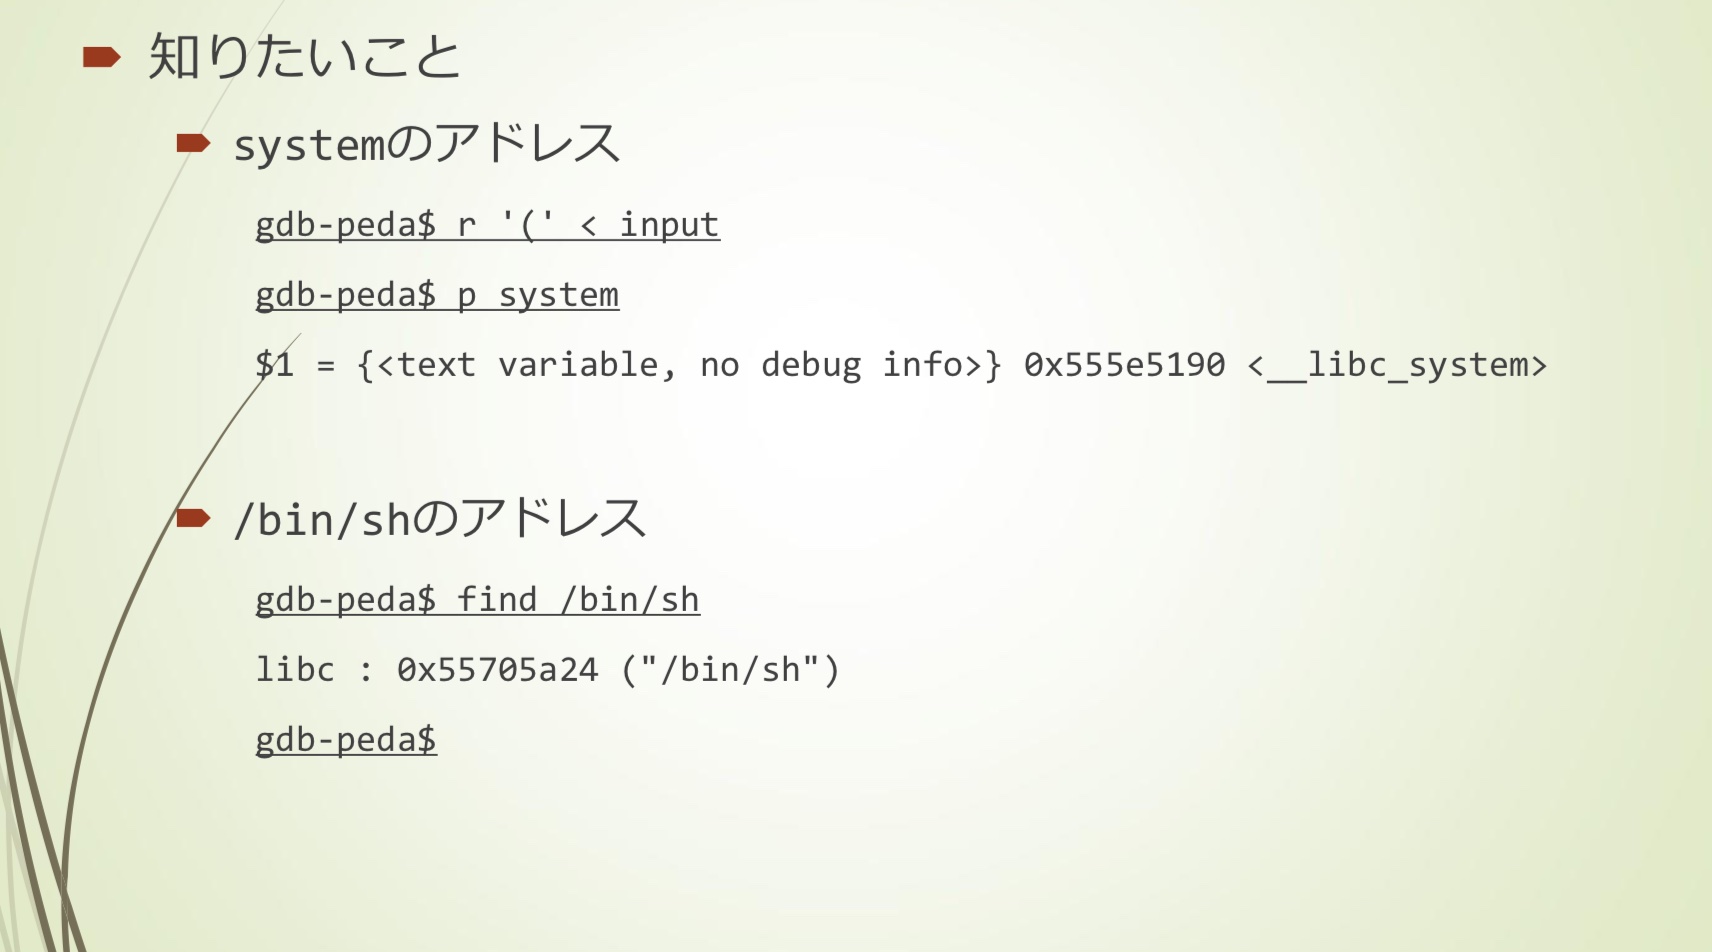 知りたいこと
systemのアドレス
gdb-peda$ r '(' < input
gdb-peda$ p system
$1 = {<text variable, no debug info>} 0x555e5190 <__libc_system>
/bin/shのアドレス
gdb-peda$ find /bin/sh
libc : 0x55705a24 ("/bin/sh")
gdb-peda$